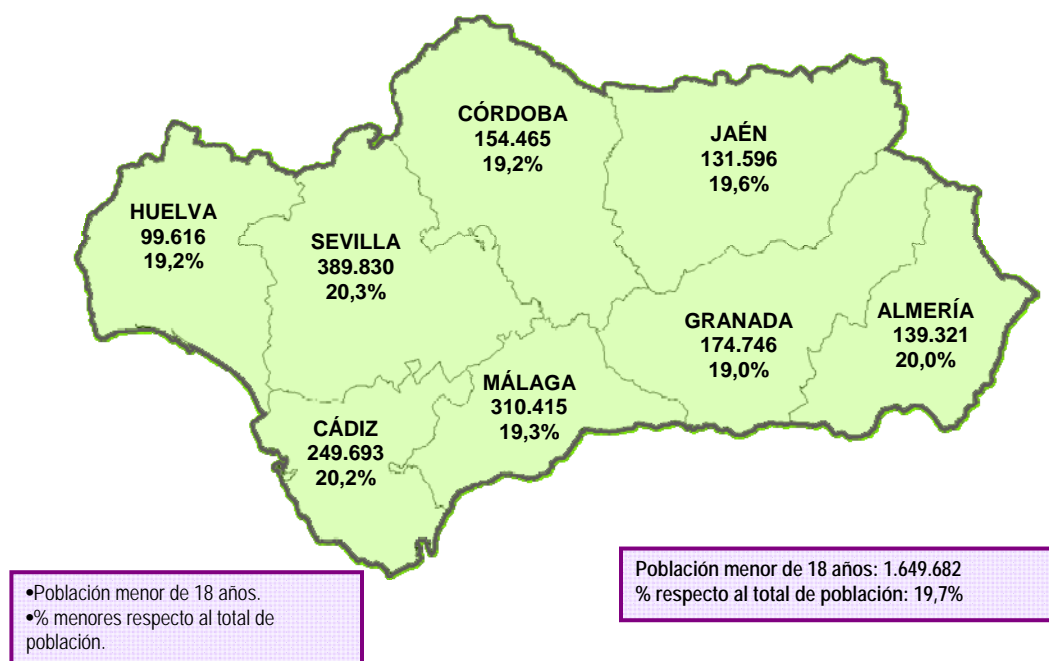 CÓRDOBA
154.465
19,2%
JAÉN
131.596
19,6%
HUELVA
99.616
19,2%
SEVILLA
389.830
20,3%
GRANADA
174.746
19,0%
ALMERÍA
139.321
20,0%
MÁLAGA
310.415
19,3%
CÁDIZ
249.693
20,2%
•Población menor de 18 años.
•% menores respecto al total de
población.
Población menor de 18 años: 1.649.682
% respecto al total de población: 19,7%